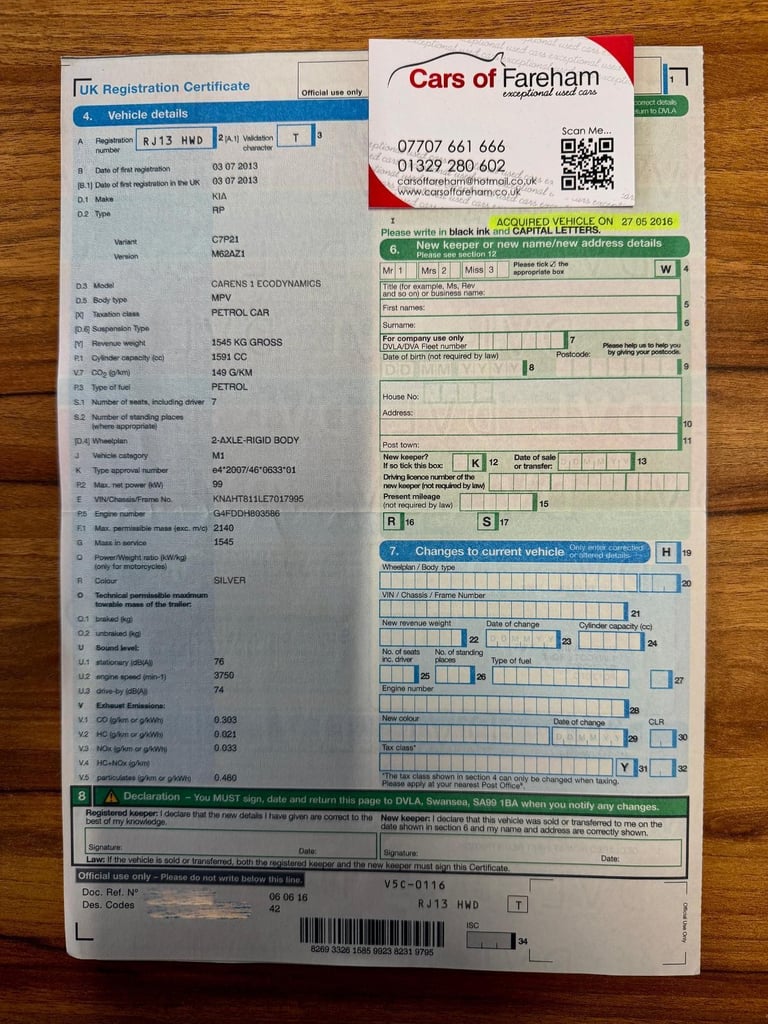 UK Registration Certificate
Official use only
1
Cars of Fareham
exceptional used cars
Scan Me...
07707 661 666
01329 280 602
carsoffareham@hotmail.co.uk
www.carsoffareham.co.uk
4. Vehicle details
A Registration number RJ13 HWD 2 [A.1] Validation character T 3
B Date of first registration 03 07 2013
[B.1] Date of first registration in the UK 03 07 2013
D.1 Make KIA
D.2 Type RP
Variant C7P21
Version M62AZ1
D.3 Model CARENS 1 ECODYNAMICS
D.5 Body type MPV
[X] Taxation class PETROL CAR
[D.6] Suspension Type
[Y] Revenue weight 1545 KG GROSS
P.1 Cylinder capacity (cc) 1591 CC
V.7 CO2 (g/km) 149 G/KM
P.3 Type of fuel PETROL
S.1 Number of seats, including driver 7
S.2 Number of standing places
(where appropriate)
[D.4] Wheelplan 2-AXLE-RIGID BODY
J Vehicle category M1
K Type approval number e4*2007/46*0633*01
P.2 Max. net power (kW) 99
E VIN/Chassis/Frame No. KNAHT811LE7017995
P.5 Engine number G4FDDH803586
F.1 Max. permissible mass (exc. m/c) 2140
G Mass in service 1545
Q Power/Weight ratio (kW/kg)
(only for motorcycles)
R Colour SILVER
O Technical permissible maximum
towable mass of the trailer:
O.1 braked (kg)
O.2 unbraked (kg)
U Sound level:
U.1 stationary (dB(A)) 76
U.2 engine speed (min-1) 3750
U.3 drive-by (dB(A)) 74
V Exhaust Emissions:
V.1 CO (g/km or g/kWh) 0.303
V.2 HC (g/km or g/kWh) 0.021
V.3 NOx (g/km or g/kWh) 0.033
V.4 HC+NOx (g/km)
V.5 particulates (g/km or g/kWh) 0.460
ACQUIRED VEHICLE ON 27 05 2016
Please write in black ink and CAPITAL LETTERS.
6. New keeper or new name/new address details
Please see section 12
Mr 1 Mrs 2 Miss 3 Please tick the appropriate box W 4
Title (for example, Ms, Rev
and so on) or business name:
First names: 5
Surname: 6
For company use only
DVLA/DVA Fleet number 7
Please help us to help you
by giving your postcode.
Date of birth (not required by law) Postcode:
DD MM YYYY 8 9
House No:
Address:
10
Post town: 11
New keeper?
If so tick this box: K 12 Date of sale or transfer: DDMMYY 13
Driving licence number of the
new keeper (not required by law)
Present mileage
(not required by law) 15
R 16 S 17
7. Changes to current vehicle Only enter corrected or altered details. H 19
Wheelplan / Body type
20
VIN / Chassis / Frame Number
21
New revenue weight Date of change Cylinder capacity (cc)
22 DDMMYY 23 24
No. of seats inc. driver No. of standing places Type of fuel
25 26 27
Engine number
28
New colour Date of change CLR
DDMMYY 29 30
Tax class*
Y 31 32
*The tax class shown in section 4 can only be changed when taxing.
Please apply at your nearest Post Office®.
8 Declaration – You MUST sign, date and return this page to DVLA, Swansea, SA99 1BA when you notify any changes.
Registered keeper: I declare that the new details I have given are correct to the
best of my knowledge.
Signature: Date:
New keeper: I declare that this vehicle was sold or transferred to me on the
date shown in section 6 and my name and address are correctly shown.
Signature: Date:
Law: If the vehicle is sold or transferred, both the registered keeper and the new keeper must sign this Certificate.
Official use only – Please do not write below this line.
Doc. Ref. Nº 06 06 16
Des. Codes 42
V5C-0116
RJ13 HWD T
8269 3326 1585 9923 8231 9795
ISC
34
Official Use Only